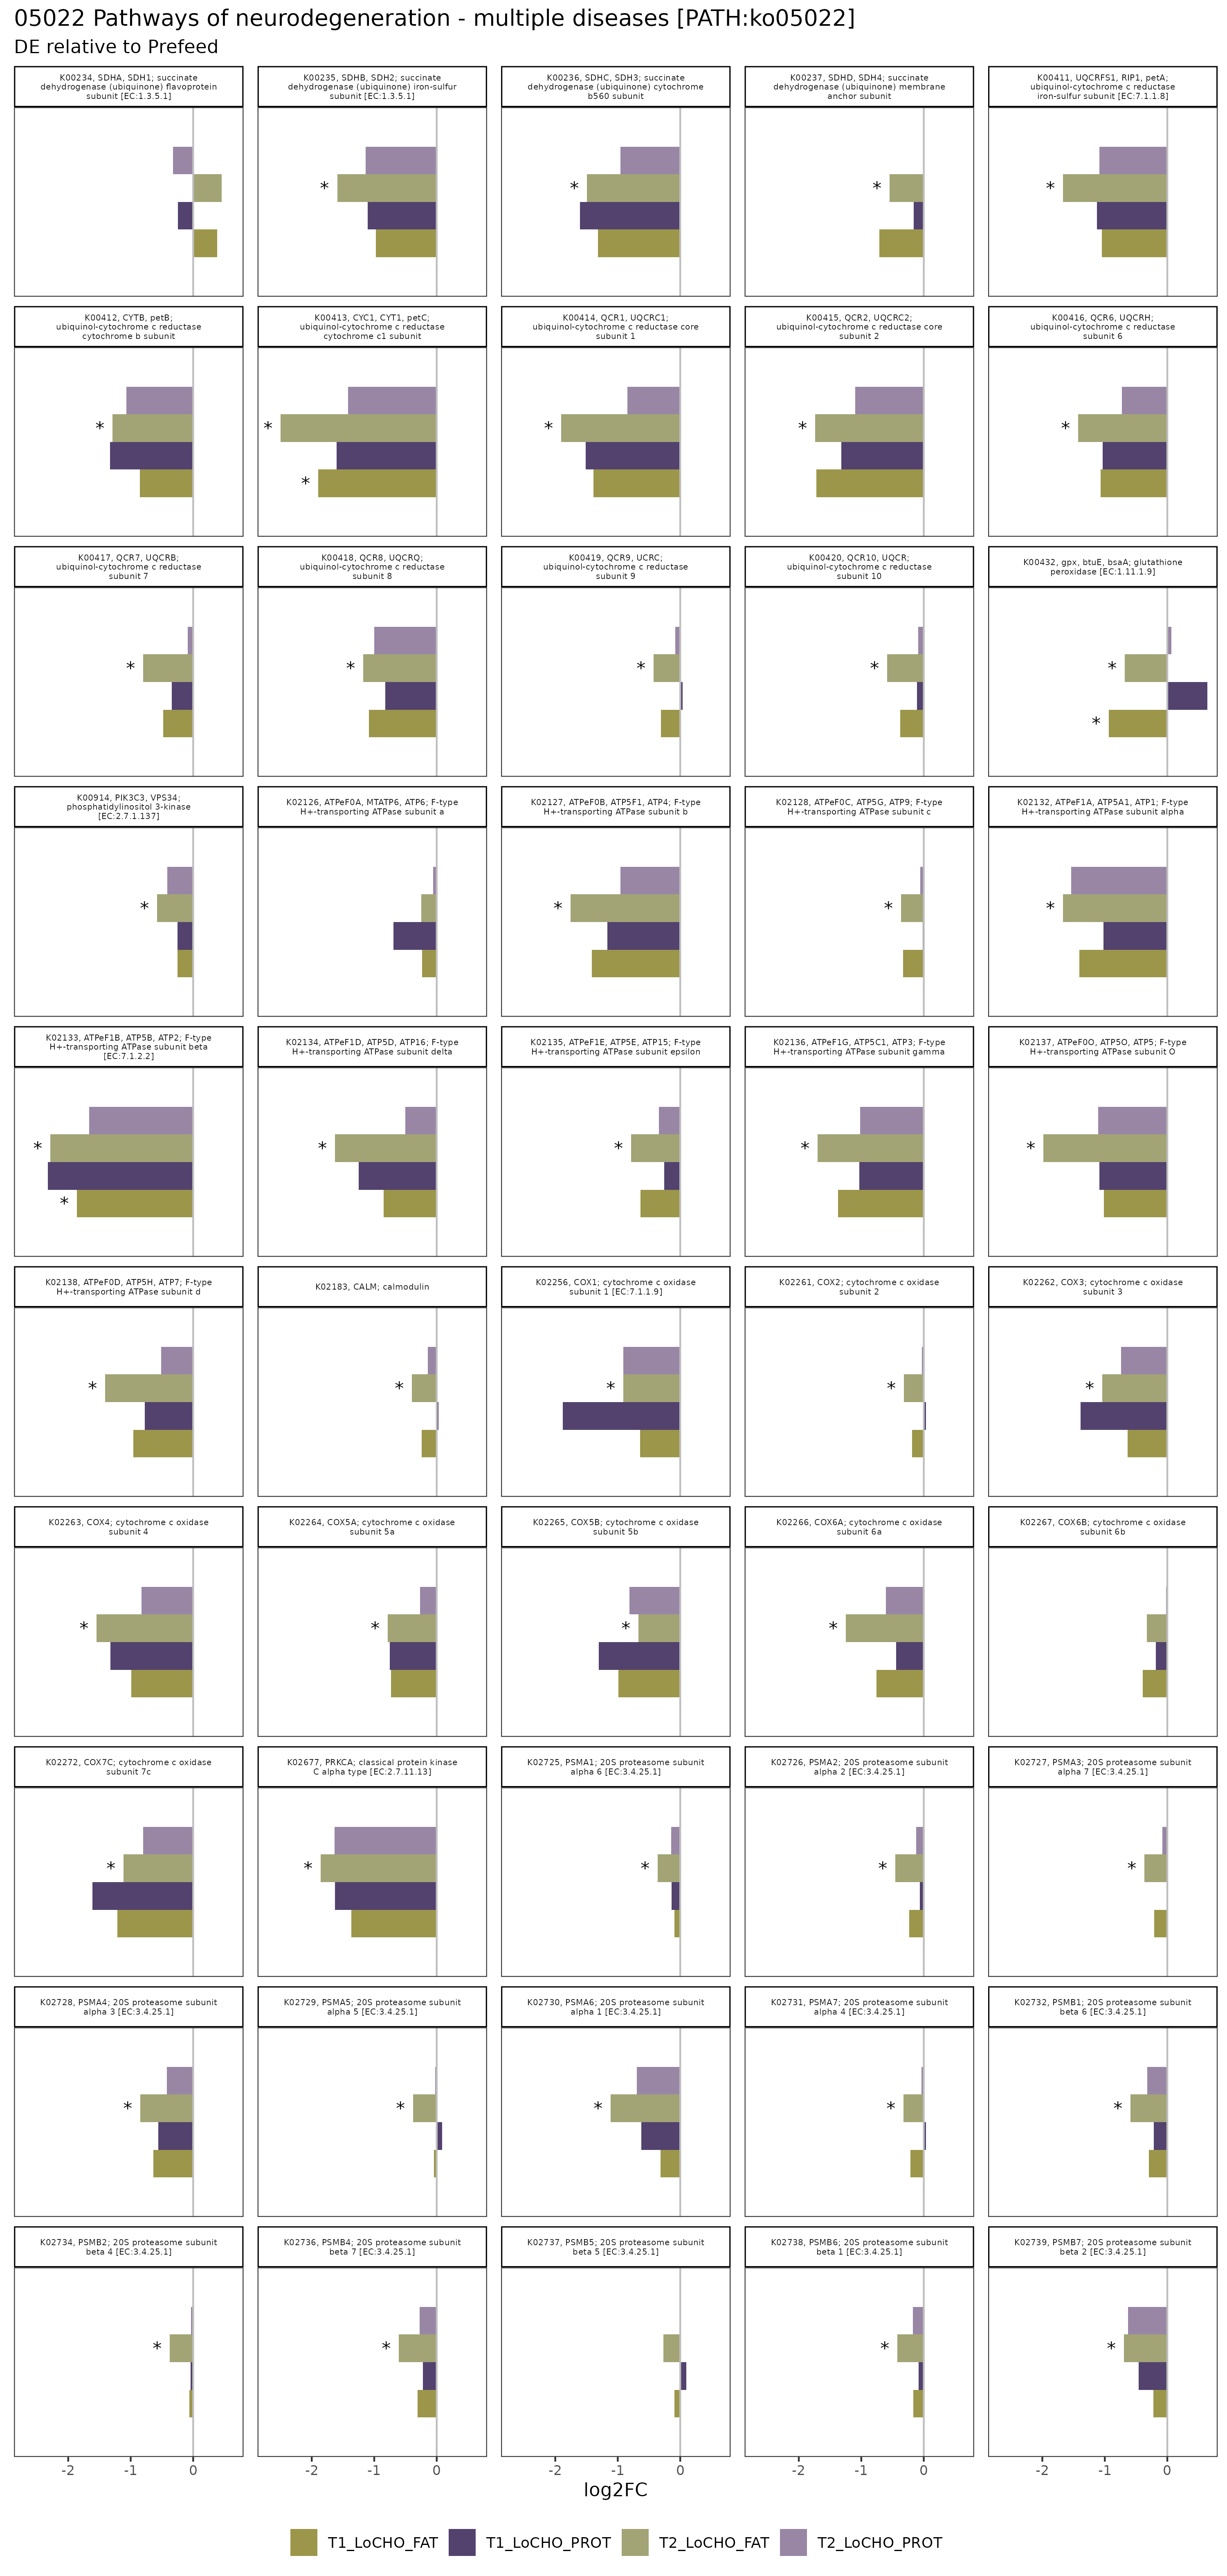 05022 Pathways of neurodegeneration - multiple diseases [PATH:ko05022]
DE relative to Prefeed
K00234, SDHA, SDH1; succinate
dehydrogenase (ubiquinone) flavoprotein
subunit [EC:1.3.5.1]
K00235, SDHB, SDH2; succinate
dehydrogenase (ubiquinone) iron-sulfur
subunit [EC:1.3.5.1]
K00236, SDHC, SDH3; succinate
dehydrogenase (ubiquinone) cytochrome
b560 subunit
K00237, SDHD, SDH4; succinate
dehydrogenase (ubiquinone) membrane
anchor subunit
K00411, UQCRFS1, RIP1, petA;
ubiquinol-cytochrome c reductase
iron-sulfur subunit [EC:7.1.1.8]
*
*
*
*
K00412, CYTB, petB;
ubiquinol-cytochrome c reductase
cytochrome b subunit
K00413, CYC1, CYT1, petC;
ubiquinol-cytochrome c reductase
cytochrome c1 subunit
K00414, QCR1, UQCRC1;
ubiquinol-cytochrome c reductase core
subunit 1
K00415, QCR2, UQCRC2;
ubiquinol-cytochrome c reductase core
subunit 2
K00416, QCR6, UQCRH;
ubiquinol-cytochrome c reductase
subunit 6
*
*
*
*
*
*
K00417, QCR7, UQCRB;
ubiquinol-cytochrome c reductase
subunit 7
K00418, QCR8, UQCRQ;
ubiquinol-cytochrome c reductase
subunit 8
K00419, QCR9, UCRC;
ubiquinol-cytochrome c reductase
subunit 9
K00420, QCR10, UQCR;
ubiquinol-cytochrome c reductase
subunit 10
K00432, gpx, btuE, bsaA; glutathione
peroxidase [EC:1.11.1.9]
*
*
*
*
*
*
K00914, PIK3C3, VPS34;
phosphatidylinositol 3-kinase
[EC:2.7.1.137]
K02126, ATPeF0A, MTATP6, ATP6; F-type
H+-transporting ATPase subunit a
K02127, ATPeF0B, ATP5F1, ATP4; F-type
H+-transporting ATPase subunit b
K02128, ATPeF0C, ATP5G, ATP9; F-type
H+-transporting ATPase subunit c
K02132, ATPeF1A, ATP5A1, ATP1; F-type
H+-transporting ATPase subunit alpha
*
*
*
*
K02133, ATPeF1B, ATP5B, ATP2; F-type
H+-transporting ATPase subunit beta
[EC:7.1.2.2]
K02134, ATPeF1D, ATP5D, ATP16; F-type
H+-transporting ATPase subunit delta
K02135, ATPeF1E, ATP5E, ATP15; F-type
H+-transporting ATPase subunit epsilon
K02136, ATPeF1G, ATP5C1, ATP3; F-type
H+-transporting ATPase subunit gamma
K02137, ATPeF0O, ATP5O, ATP5; F-type
H+-transporting ATPase subunit O
*
*
*
*
*
*
K02138, ATPeF0D, ATP5H, ATP7; F-type
H+-transporting ATPase subunit d
K02183, CALM; calmodulin
K02256, COX1; cytochrome c oxidase
subunit 1 [EC:7.1.1.9]
K02261, COX2; cytochrome c oxidase
subunit 2
K02262, COX3; cytochrome c oxidase
subunit 3
*
*
*
*
*
K02263, COX4; cytochrome c oxidase
subunit 4
K02264, COX5A; cytochrome c oxidase
subunit 5a
K02265, COX5B; cytochrome c oxidase
subunit 5b
K02266, COX6A; cytochrome c oxidase
subunit 6a
K02267, COX6B; cytochrome c oxidase
subunit 6b
*
*
*
*
K02272, COX7C; cytochrome c oxidase
subunit 7c
K02677, PRKCA; classical protein kinase
C alpha type [EC:2.7.11.13]
K02725, PSMA1; 20S proteasome subunit
alpha 6 [EC:3.4.25.1]
K02726, PSMA2; 20S proteasome subunit
alpha 2 [EC:3.4.25.1]
K02727, PSMA3; 20S proteasome subunit
alpha 7 [EC:3.4.25.1]
*
*
*
*
*
K02728, PSMA4; 20S proteasome subunit
alpha 3 [EC:3.4.25.1]
K02729, PSMA5; 20S proteasome subunit
alpha 5 [EC:3.4.25.1]
K02730, PSMA6; 20S proteasome subunit
alpha 1 [EC:3.4.25.1]
K02731, PSMA7; 20S proteasome subunit
alpha 4 [EC:3.4.25.1]
K02732, PSMB1; 20S proteasome subunit
beta 6 [EC:3.4.25.1]
*
*
*
*
*
K02734, PSMB2; 20S proteasome subunit
beta 4 [EC:3.4.25.1]
K02736, PSMB4; 20S proteasome subunit
beta 7 [EC:3.4.25.1]
K02737, PSMB5; 20S proteasome subunit
beta 5 [EC:3.4.25.1]
K02738, PSMB6; 20S proteasome subunit
beta 1 [EC:3.4.25.1]
K02739, PSMB7; 20S proteasome subunit
beta 2 [EC:3.4.25.1]
*
*
*
*
-2 -1 0 -2 -1 0 -2 -1 0 -2 -1 0 -2 -1 0
log2FC
T1_LoCHO_FAT T1_LoCHO_PROT T2_LoCHO_FAT T2_LoCHO_PROT